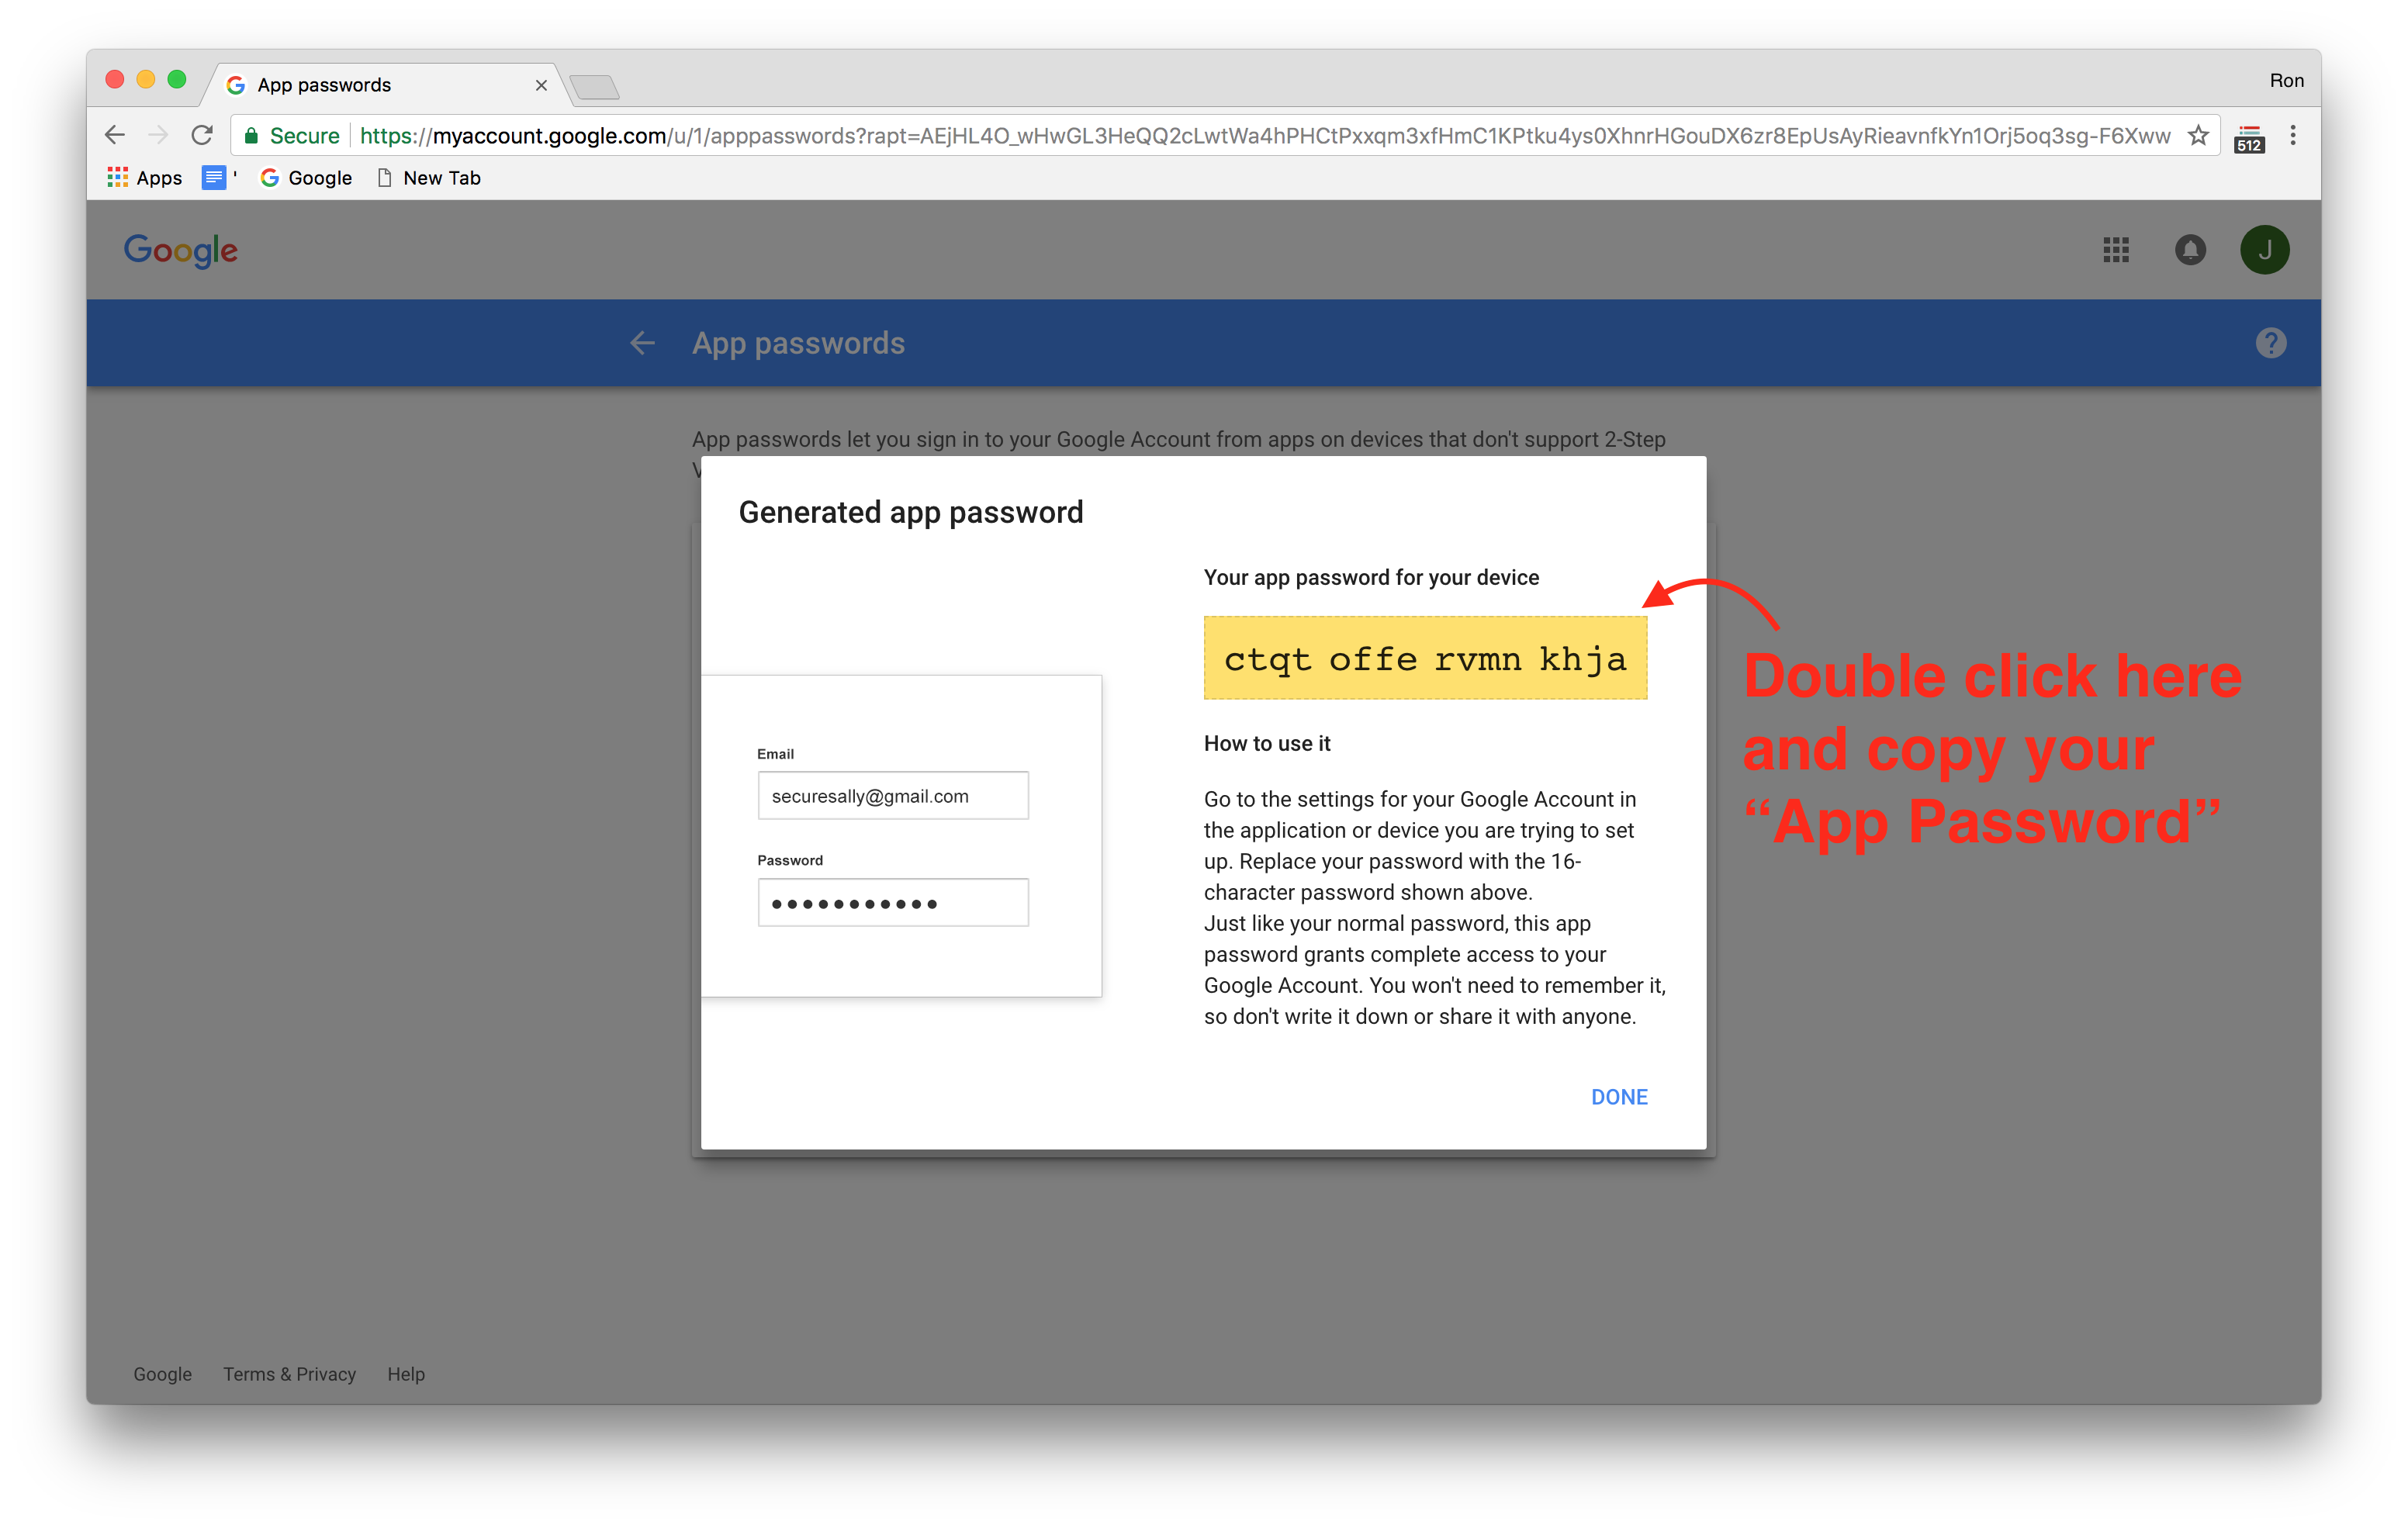 App passwords
Ron
Secure https://myaccount.google.com/u/1/apppasswords?rapt=AEjHL4O_wHwGL3HeQQ2cLwtWa4hPHCtPxxqm3xfHmC1KPtku4ys0XhnrHGouDX6zr8EpUsAyRieavnfkYn1Orj5oq3sg-F6Xww
512
Apps ' Google New Tab
Google
J
App passwords
?
App passwords let you sign in to your Google Account from apps on devices that don't support 2-Step
V
Generated app password
Email
securesally@gmail.com
Password
Your app password for your device
ctqt offe rvmn khja
How to use it
Go to the settings for your Google Account in
the application or device you are trying to set
up. Replace your password with the 16-
character password shown above.
Just like your normal password, this app
password grants complete access to your
Google Account. You won't need to remember it,
so don't write it down or share it with anyone.
DONE
Double click here
and copy your
“App Password”
Google Terms & Privacy Help